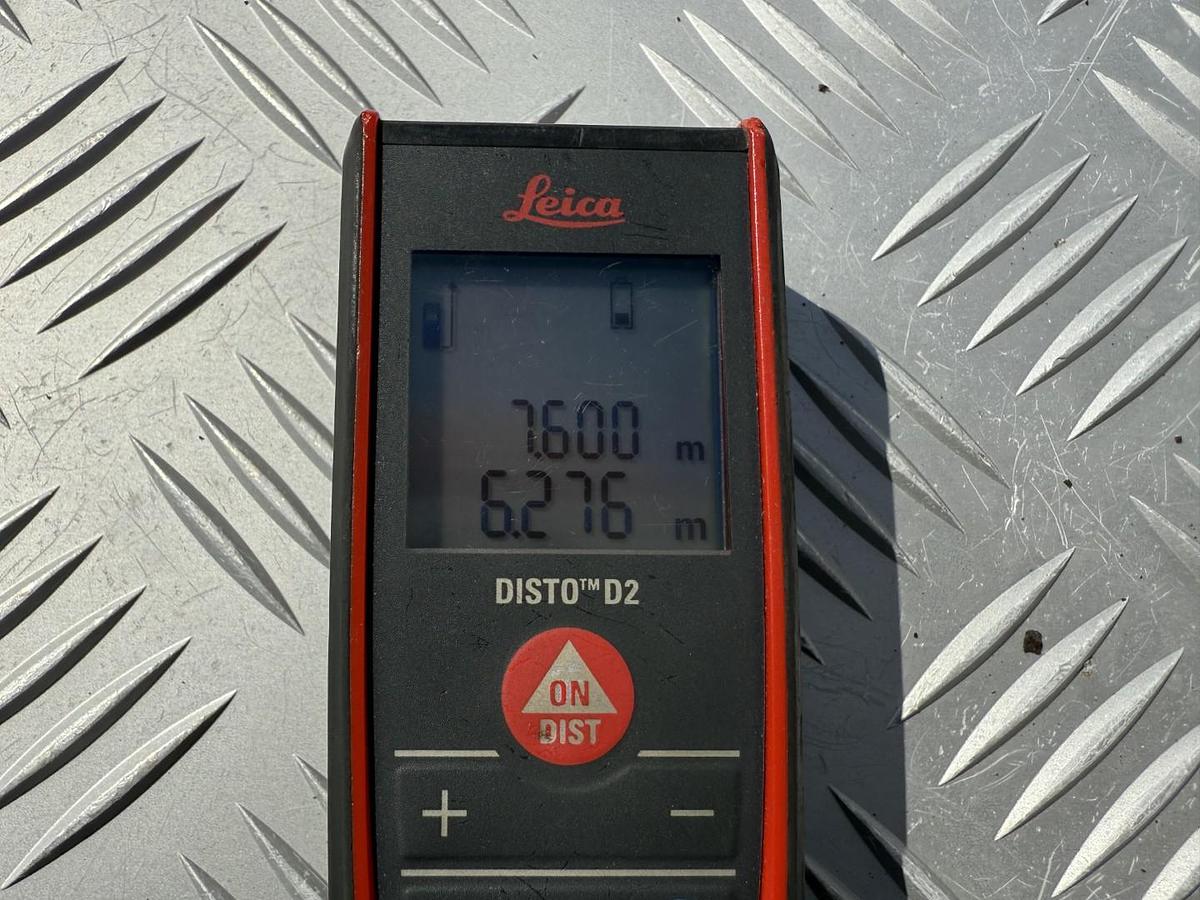 Leica
7.600 m
6.276 m
DISTO™ D2
ON
DIST
+ −